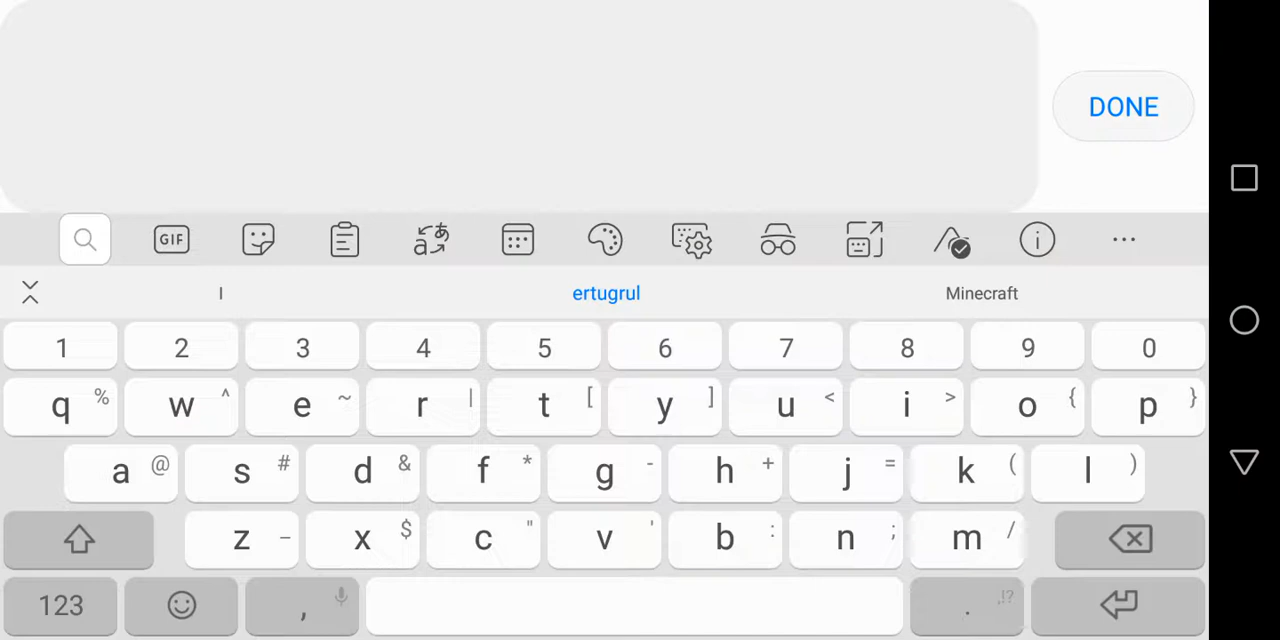 DONE
GIF
I ertugrul Minecraft
1 2 3 4 5 6 7 8 9 0
q % w ^ e ~ r | t [ y ] u < i > o { p }
a @ s # d & f * g - h + j = k ( l )
z _ x $ c " v ' b : n ; m /
123 , . ,!?